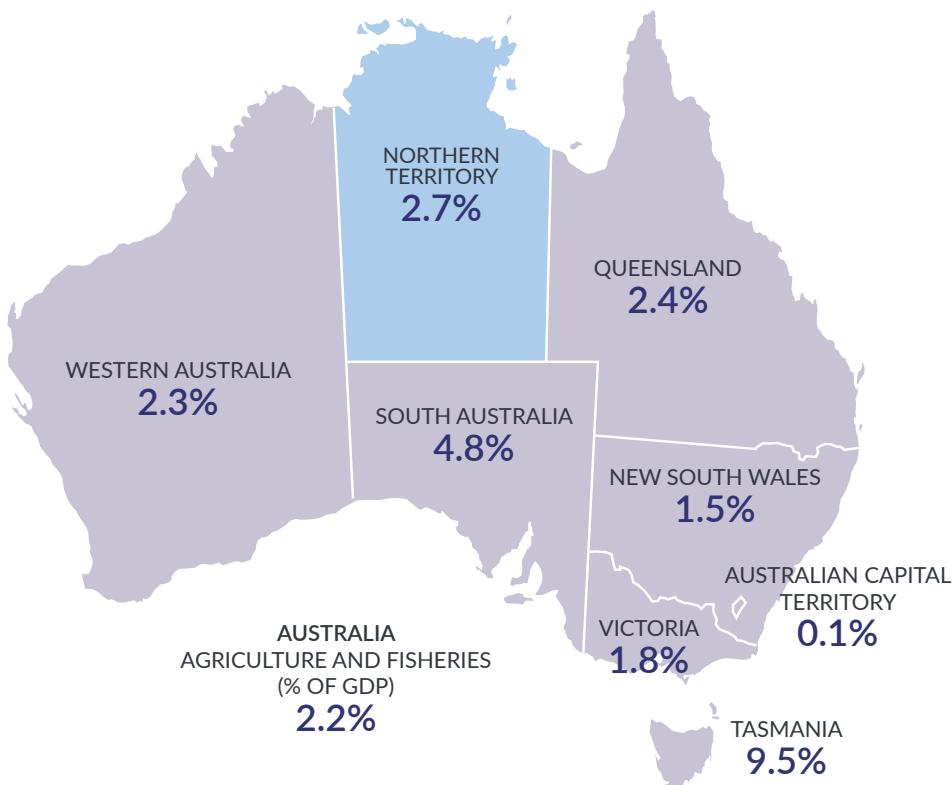 NORTHERN
TERRITORY
2.7%
QUEENSLAND
2.4%
WESTERN AUSTRALIA
2.3%
SOUTH AUSTRALIA
4.8%
NEW SOUTH WALES
1.5%
AUSTRALIAN CAPITAL
TERRITORY
0.1%
VICTORIA
1.8%
AUSTRALIA
AGRICULTURE AND FISHERIES
(% OF GDP)
2.2%
TASMANIA
9.5%